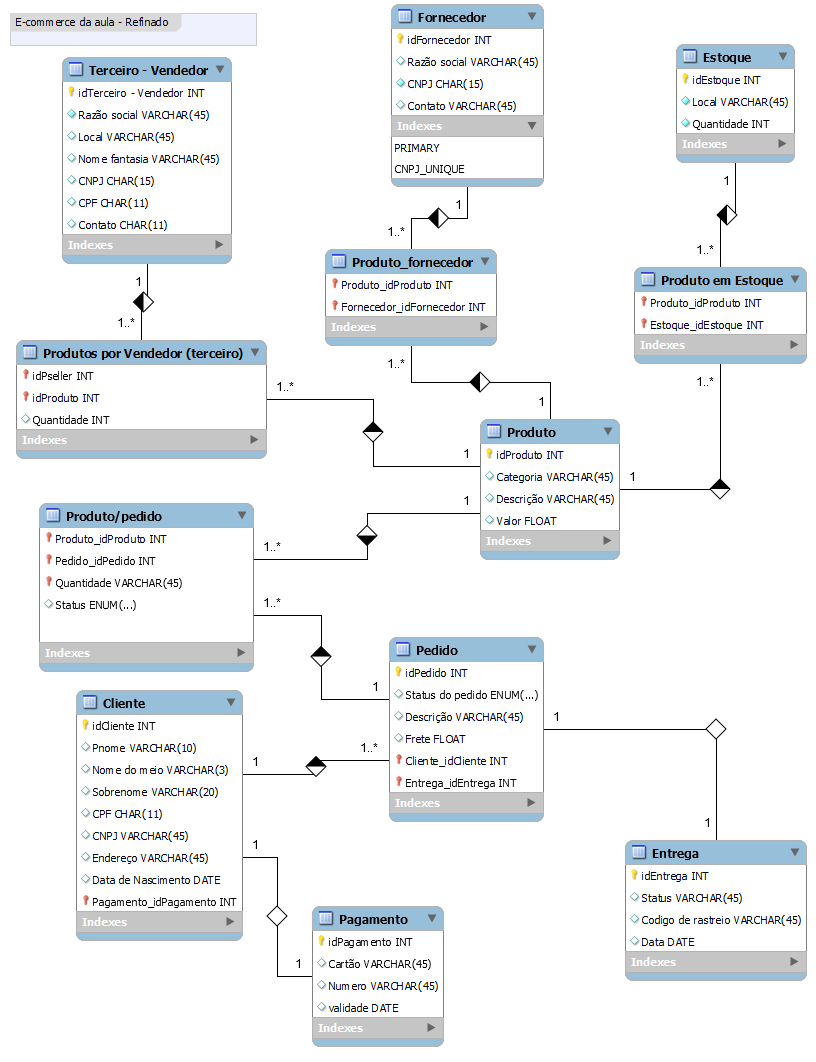 E-commerce da aula - Refinado
Fornecedor
idFornecedor INT
Razão social VARCHAR(45)
CNPJ CHAR(15)
Contato VARCHAR(45)
Indexes
PRIMARY
CNPJ_UNIQUE
Estoque
idEstoque INT
Local VARCHAR(45)
Quantidade INT
Indexes
Terceiro - Vendedor
idTerceiro - Vendedor INT
Razão social VARCHAR(45)
Local VARCHAR(45)
Nome fantasia VARCHAR(45)
CNPJ CHAR(15)
CPF CHAR(11)
Contato CHAR(11)
Indexes
1
1..*
1
1..*
1
1..*
Produto_fornecedor
Produto_idProduto INT
Fornecedor_idFornecedor INT
Indexes
Produto em Estoque
Produto_idProduto INT
Estoque_idEstoque INT
Indexes
Produtos por Vendedor (terceiro)
idPseller INT
idProduto INT
Quantidade INT
Indexes
1..*
1
1..*
1
1..*
1
Produto
idProduto INT
Categoria VARCHAR(45)
Descrição VARCHAR(45)
Valor FLOAT
Indexes
Produto/pedido
Produto_idProduto INT
Pedido_idPedido INT
Quantidade VARCHAR(45)
Status ENUM(...)
Indexes
1
1..*
1..*
1
Pedido
idPedido INT
Status do pedido ENUM(...)
Descrição VARCHAR(45)
Frete FLOAT
Cliente_idCliente INT
Entrega_idEntrega INT
Indexes
Cliente
idCliente INT
Pnome VARCHAR(10)
Nome do meio VARCHAR(3)
Sobrenome VARCHAR(20)
CPF CHAR(11)
CNPJ VARCHAR(45)
Endereço VARCHAR(45)
Data de Nascimento DATE
Pagamento_idPagamento INT
Indexes
1
1..*
1
1
1
1
Entrega
idEntrega INT
Status VARCHAR(45)
Codigo de rastreio VARCHAR(45)
Data DATE
Indexes
Pagamento
idPagamento INT
Cartão VARCHAR(45)
Numero VARCHAR(45)
validade DATE
Indexes